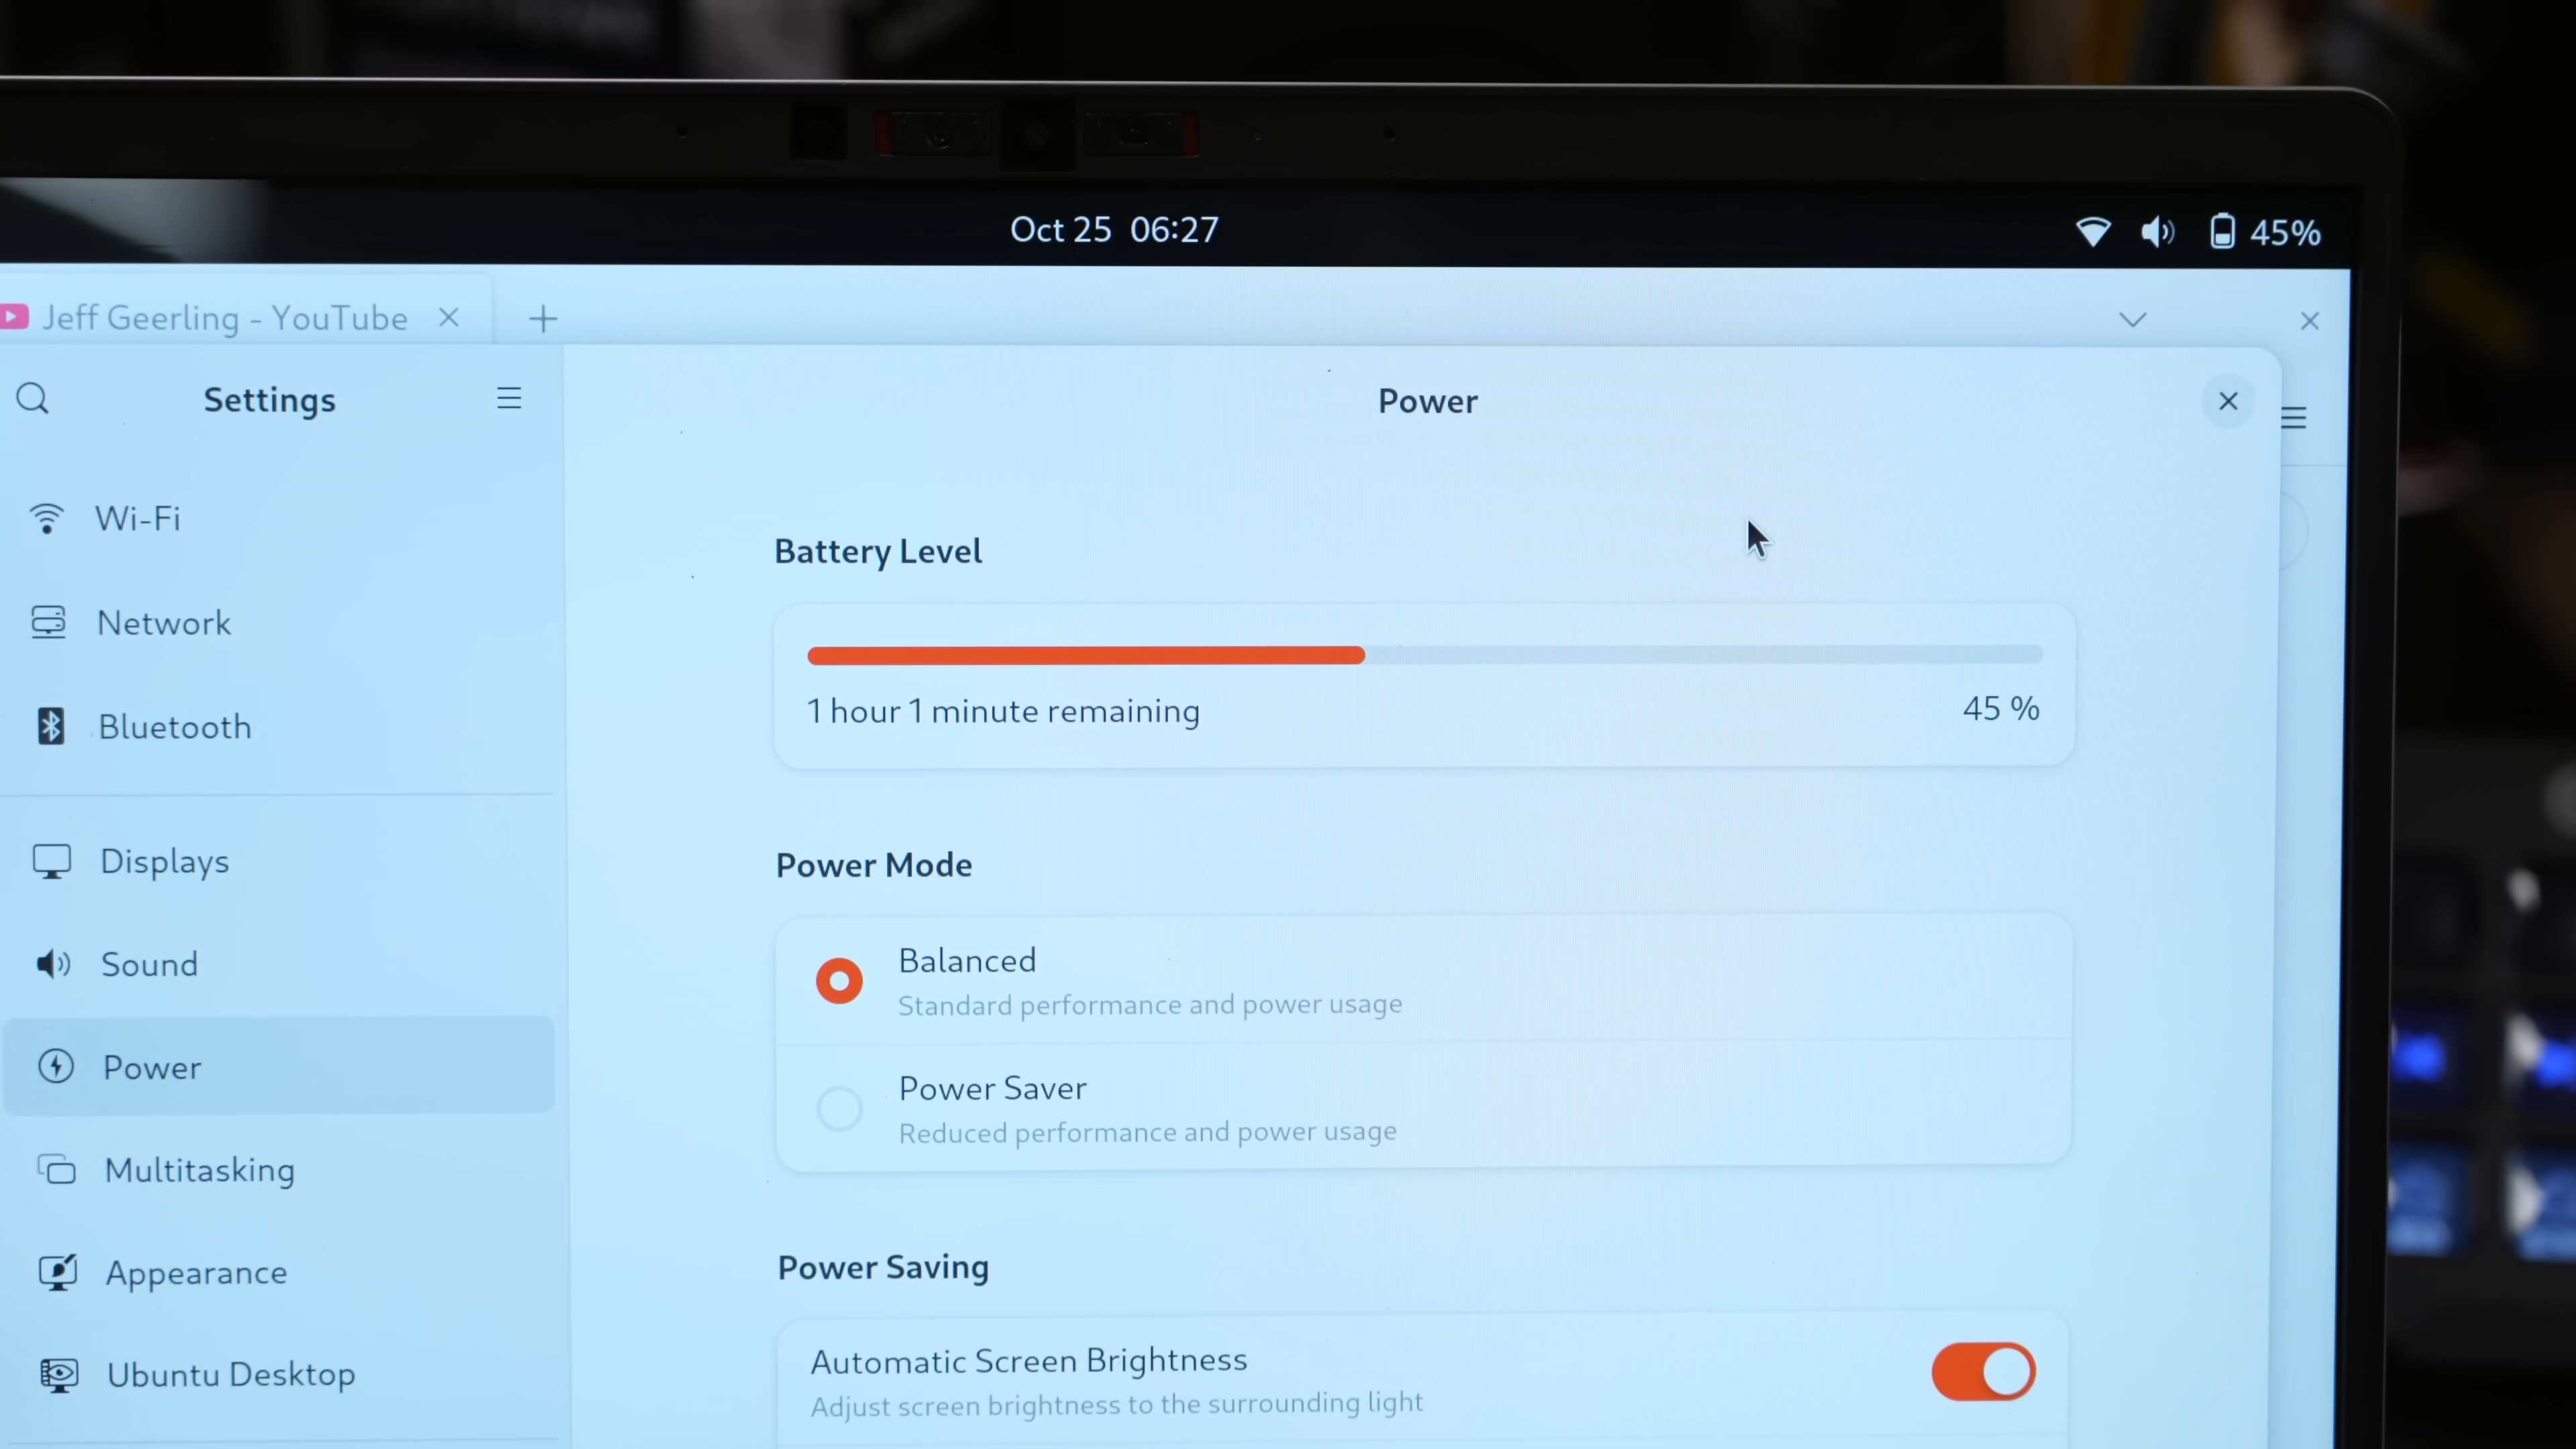 Oct 25 06:27
45%
Jeff Geerling - YouTube
Settings
Power
Wi-Fi
Network
Bluetooth
Displays
Sound
Power
Multitasking
Appearance
Ubuntu Desktop
Battery Level
1 hour 1 minute remaining
45 %
Power Mode
Balanced
Standard performance and power usage
Power Saver
Reduced performance and power usage
Power Saving
Automatic Screen Brightness
Adjust screen brightness to the surrounding light